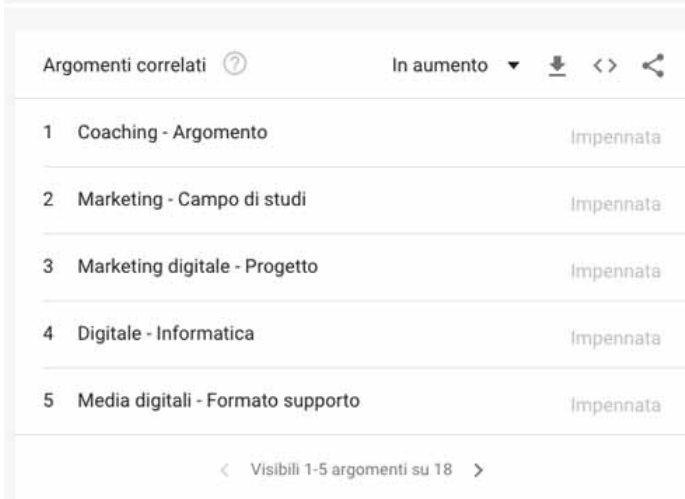 Argomenti correlati ? In aumento
1 Coaching - Argomento Impennata
2 Marketing - Campo di studi Impennata
3 Marketing digitale - Progetto Impennata
4 Digitale - Informatica Impennata
5 Media digitali - Formato supporto Impennata
Visibili 1-5 argomenti su 18